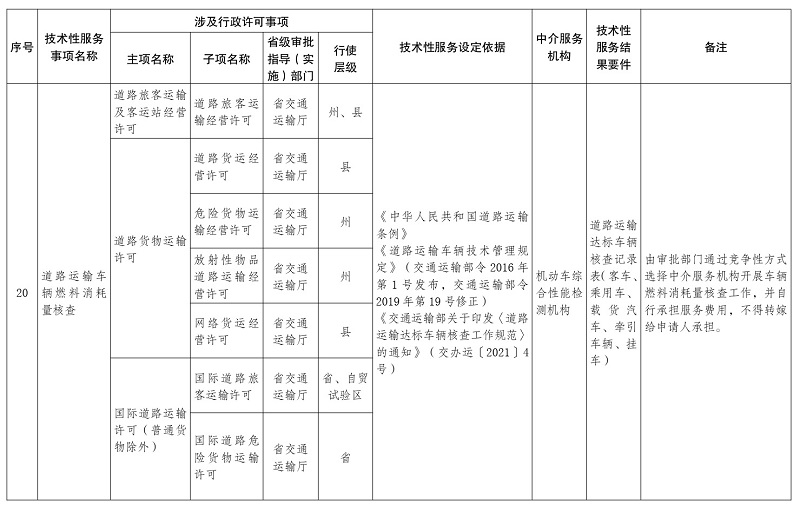 序号
技术性服务
事项名称
涉及行政许可事项
主项名称
子项名称
省级审批
指导（实
施）部门
行使
层级
技术性服务设定依据
中介服务
机构
技术性
服务结
果要件
备注
20
道路运输车
辆燃料消耗
量核查
道路旅客运输
及客运站经营
许可
道路旅客运
输经营许可
省交通
运输厅
州、县
道路货物运输
许可
道路货运经
营许可
省交通
运输厅
县
危险货物运
输经营许可
省交通
运输厅
州
放射性物品
道路运输经
营许可
省交通
运输厅
州
网络货运经
营许可
省交通
运输厅
县
国际道路运输
许可（普通货
物除外）
国际道路旅
客运输许可
省交通
运输厅
省、自贸
试验区
国际道路危
险货物运输
许可
省交通
运输厅
省
《中华人民共和国道路运输
条例》
《道路运输车辆技术管理规
定》（交通运输部令2016年
第1号发布，交通运输部令
2019年第19号修正）
《交通运输部关于印发〈道路
运输达标车辆核查工作规范〉
的通知》（交办运〔2021〕4
号）
机动车综
合性能检
测机构
道路运输
达标车辆
核查记录
表（客车、
乘用车、
载货汽
车、牵引
车辆、挂
车）
由审批部门通过竞争性方式
选择中介服务机构开展车辆
燃料消耗量核查工作，并自
行承担服务费用，不得转嫁
给申请人承担。